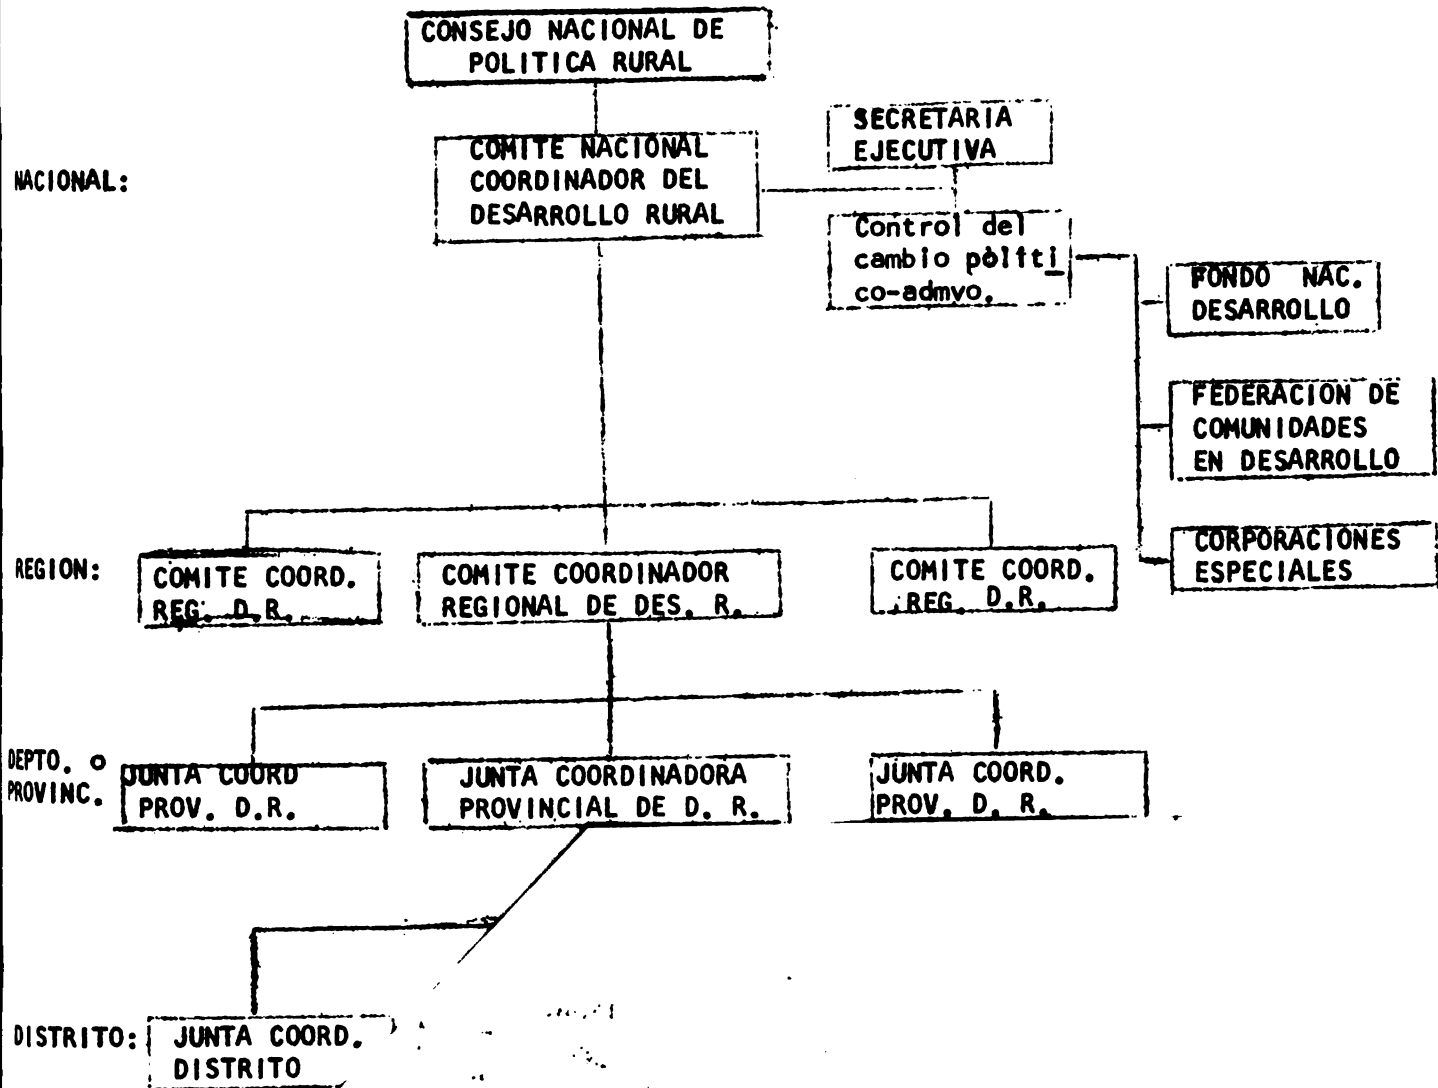 CONSEJO NACIONAL DE
POLITICA RURAL
NACIONAL:
COMITE NACIONAL
COORDINADOR DEL
DESARROLLO RURAL
SECRETARIA
EJECUTIVA
Control del
cambio políti
co-admvo.
FONDO NAC.
DESARROLLO
FEDERACION DE
COMUNIDADES
EN DESARROLLO
CORPORACIONES
ESPECIALES
REGION:
COMITE COORD.
REG. D.R.
COMITE COORDINADOR
REGIONAL DE DES. R.
COMITE COORD.
REG. D.R.
DEPTO. O
PROVINC.
JUNTA COORD
PROV. D.R.
JUNTA COORDINADORA
PROVINCIAL DE D. R.
JUNTA COORD.
PROV. D. R.
DISTRITO:
JUNTA COORD.
DISTRITO